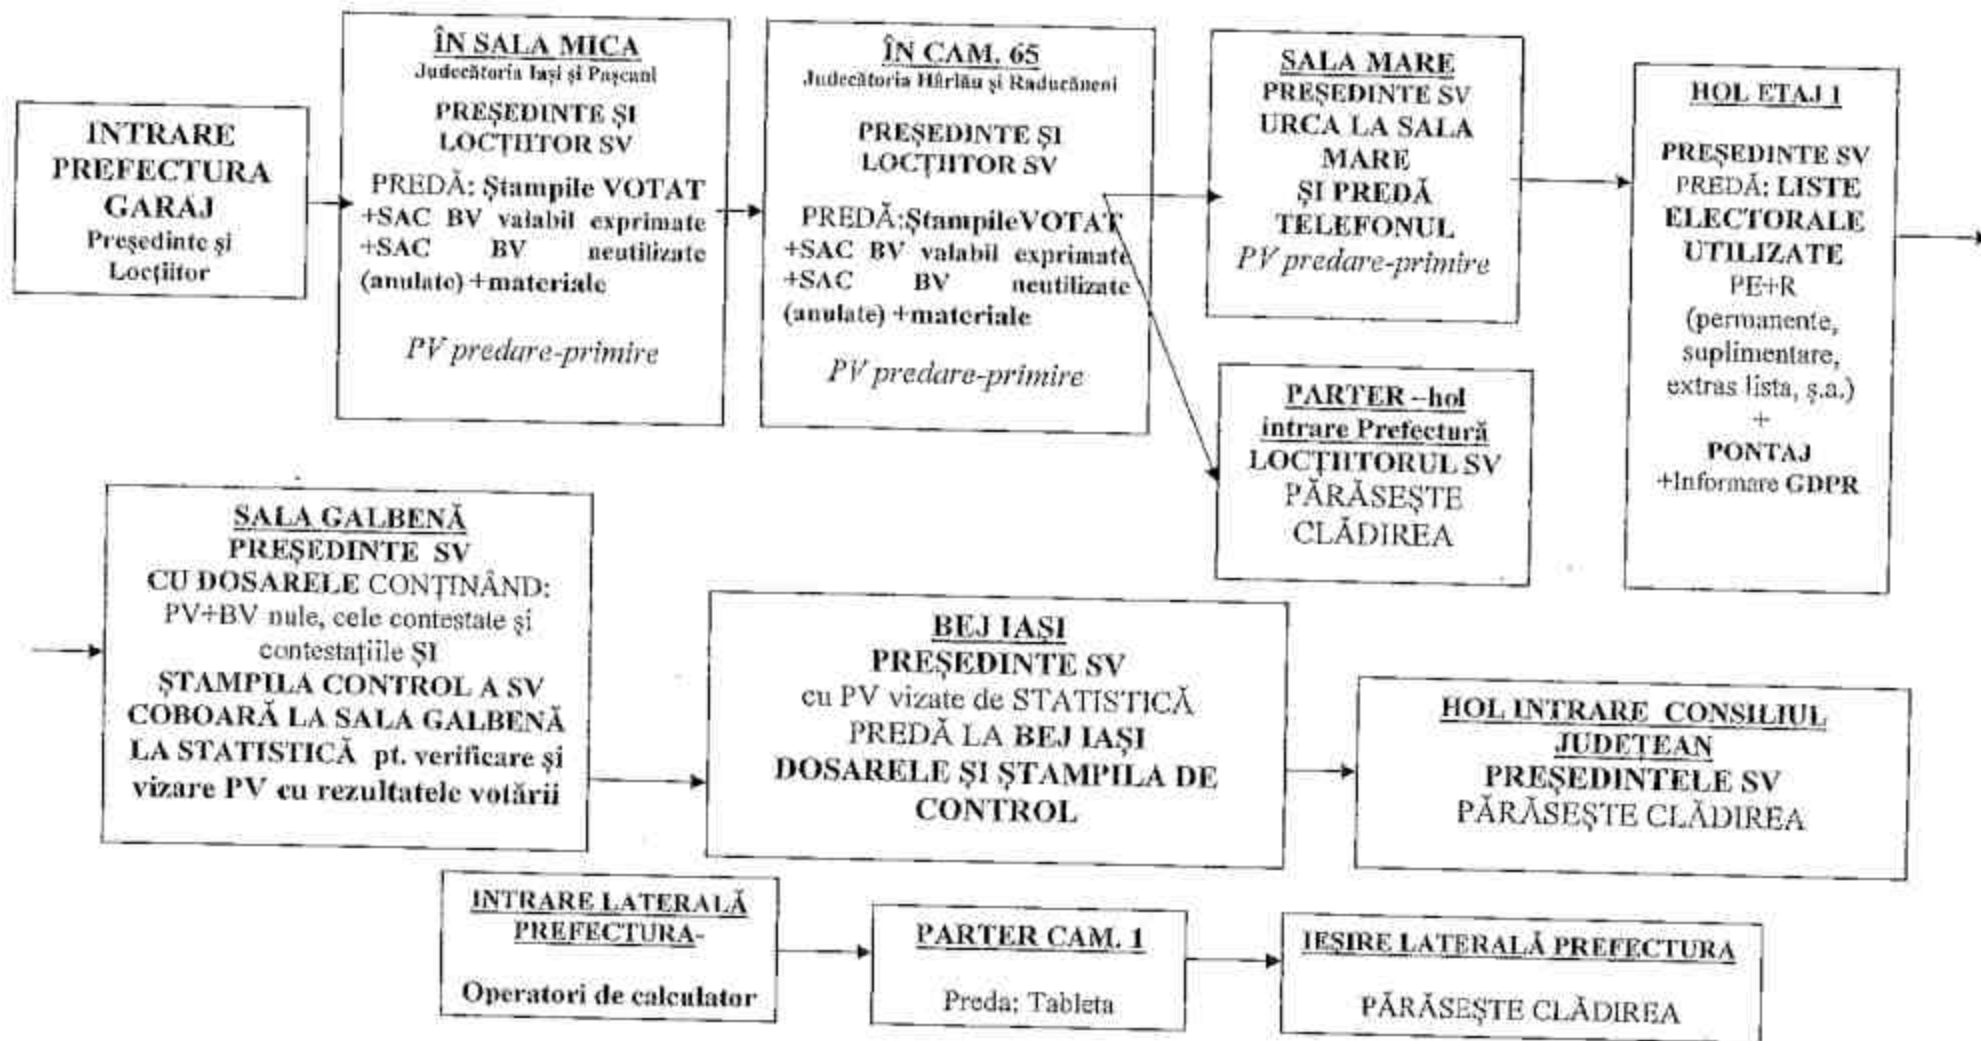 INTRARE
PREFECTURA
GARAJ
Președinte și
Locțiitor
ÎN SALA MICA
Judecătoria Iași și Pașcani
PREȘEDINTE ȘI
LOCȚIITOR SV
PREDĂ: Ștampile VOTAT
+SAC BV valabil exprimate
+SAC BV neutilizate
(anulate) +materiale
PV predare-primire
ÎN CAM. 65
Judecătoria Hârlău și Raducăneni
PREȘEDINTE ȘI
LOCȚIITOR SV
PREDĂ:ȘtampileVOTAT
+SAC BV valabil exprimate
+SAC BV neutilizate
(anulate) +materiale
PV predare-primire
SALA MARE
PREȘEDINTE SV
URCA LA SALA
MARE
ȘI PREDĂ
TELEFONUL
PV predare-primire
PARTER –hol
intrare Prefectură
LOCȚIITORUL SV
PĂRĂSEȘTE
CLĂDIREA
HOL ETAJ 1
PREȘEDINTE SV
PREDĂ: LISTE
ELECTORALE
UTILIZATE
PE+R
(permanente,
suplimentare,
extras lista, ș.a.)
+
PONTAJ
+Informare GDPR
SALA GALBENĂ
PREȘEDINTE SV
CU DOSARELE CONȚINÂND:
PV+BV nule, cele contestate și
contestațiile ȘI
ȘTAMPILA CONTROL A SV
COBOARĂ LA SALA GALBENĂ
LA STATISTICĂ pt. verificare și
vizare PV cu rezultatele votării
BEJ IAȘI
PREȘEDINTE SV
cu PV vizate de STATISTICĂ
PREDĂ LA BEJ IAȘI
DOSARELE ȘI ȘTAMPILA DE
CONTROL
HOL INTRARE CONSILIUL
JUDEȚEAN
PREȘEDINTELE SV
PĂRĂSEȘTE CLĂDIREA
INTRARE LATERALĂ
PREFECTURA-
Operatori de calculator
PARTER CAM. 1
Preda: Tableta
IEȘIRE LATERALĂ PREFECTURA
PĂRĂSEȘTE CLĂDIREA